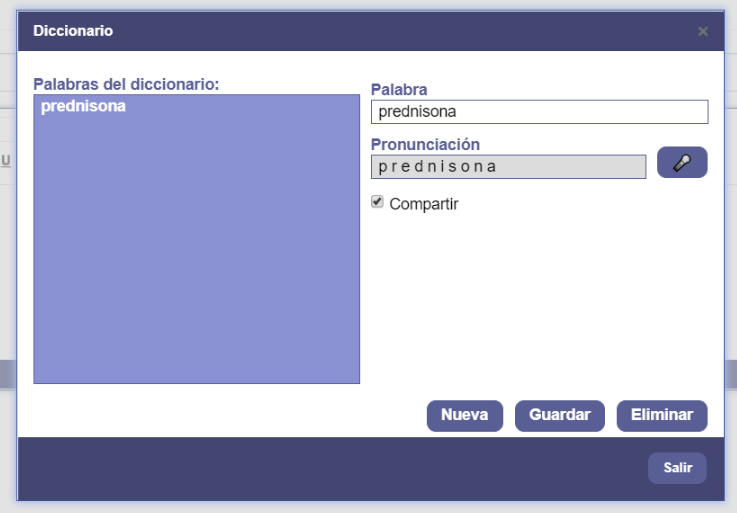 Diccionario
×
Palabras del diccionario:
prednisona
Palabra
prednisona
Pronunciación
p r e d n i s o n a
Compartir
Nueva
Guardar
Eliminar
Salir
U